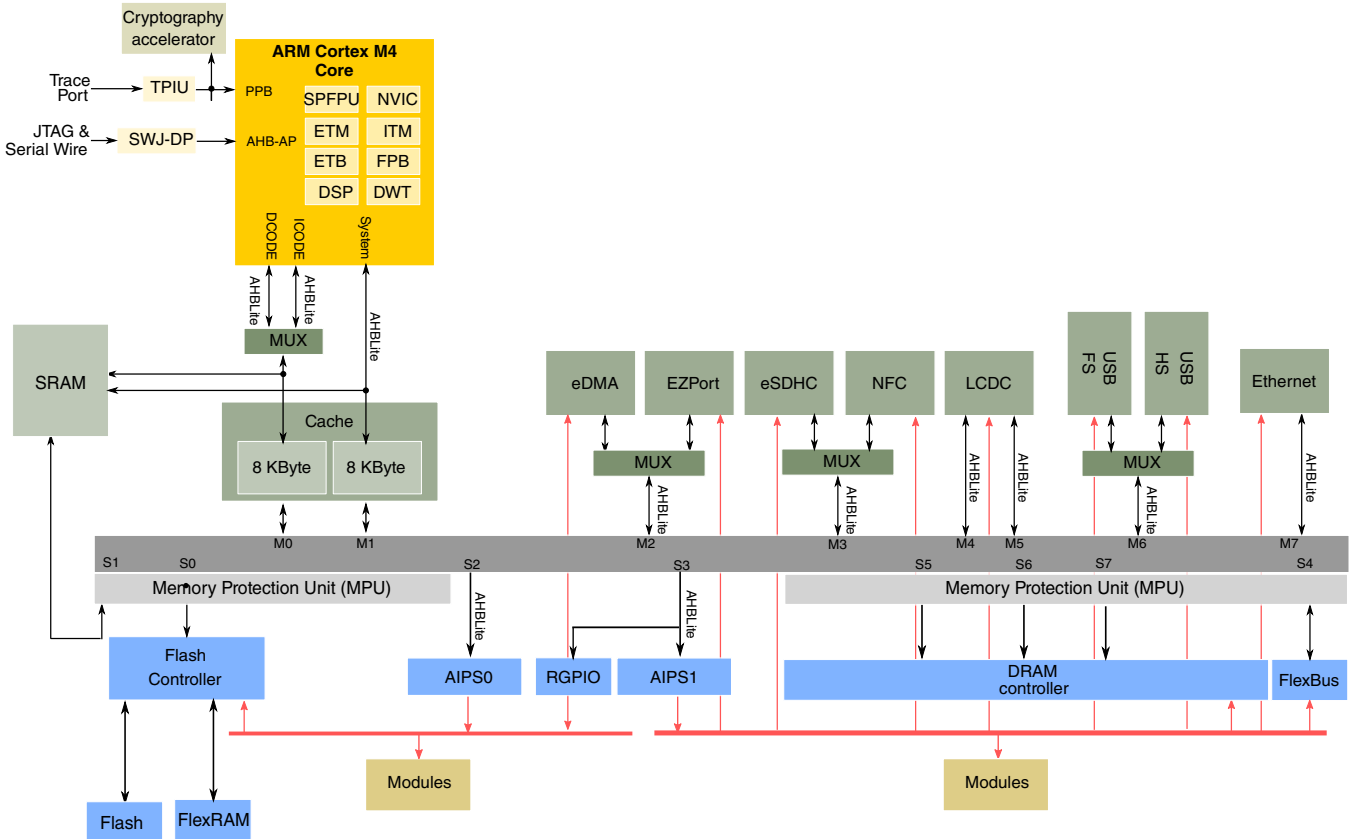 Cryptography
accelerator
ARM Cortex M4
Core
Trace
Port
TPIU
PPB
SPFPU
NVIC
JTAG &
Serial Wire
SWJ-DP
AHB-AP
ETM
ITM
ETB
FPB
DSP
DWT
DCODE
ICODE
System
AHBLite
AHBLite
AHBLite
MUX
SRAM
Cache
8 KByte
8 KByte
eDMA
EZPort
eSDHC
NFC
LCDC
USB
FS
USB
HS
Ethernet
MUX
MUX
MUX
AHBLite
AHBLite
AHBLite
AHBLite
AHBLite
AHBLite
M0
M1
M2
M3
M4
M5
M6
M7
S1
S0
S2
S3
S5
S6
S7
S4
Memory Protection Unit (MPU)
Memory Protection Unit (MPU)
AHBLite
AHBLite
Flash
Controller
AIPS0
RGPIO
AIPS1
DRAM
controller
FlexBus
Modules
Modules
Flash
FlexRAM